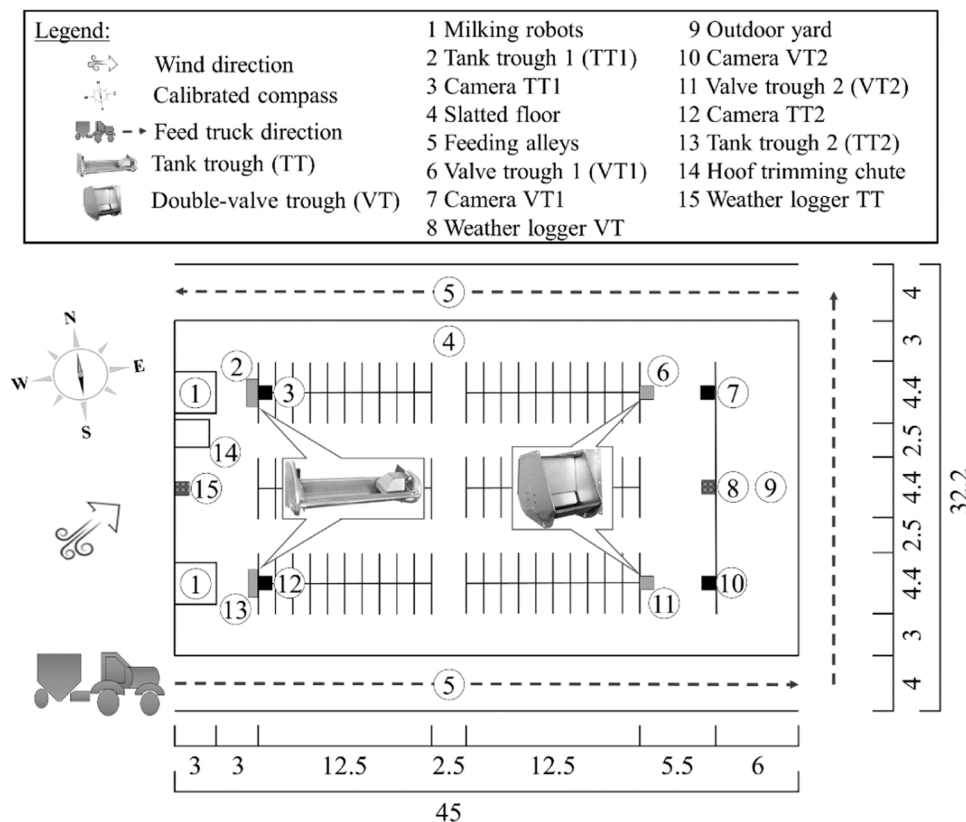 Legend:
Wind direction
Calibrated compass
Feed truck direction
Tank trough (TT)
Double-valve trough (VT)
1 Milking robots
2 Tank trough 1 (TT1)
3 Camera TT1
4 Slatted floor
5 Feeding alleys
6 Valve trough 1 (VT1)
7 Camera VT1
8 Weather logger VT
9 Outdoor yard
10 Camera VT2
11 Valve trough 2 (VT2)
12 Camera TT2
13 Tank trough 2 (TT2)
14 Hoof trimming chute
15 Weather logger TT
5
4
N
W E
S
2
1 3 6 7
14
15 8 9
1 12 10
13 11
5
4
3
4.4
2.5
4.4
2.5
4.4
3
4
32.2
3 3 12.5 2.5 12.5 5.5 6
45